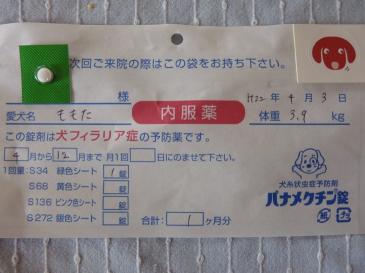 次回ご来院の際はこの袋をお持ち下さい。
様
H22年4月3日
愛犬名 ももた
内服薬
体重 3.9 kg
この錠剤は犬フィラリア症の予防薬です。
4月から12月まで月1回 日にのませて下さい。
1回量:S34 緑色シート 1錠
S68 黄色シート 錠
S136 ピンク色シート 錠
S272 銀色シート 錠
合計: 1ヶ月分
犬糸状虫症予防剤
パナメクチン錠